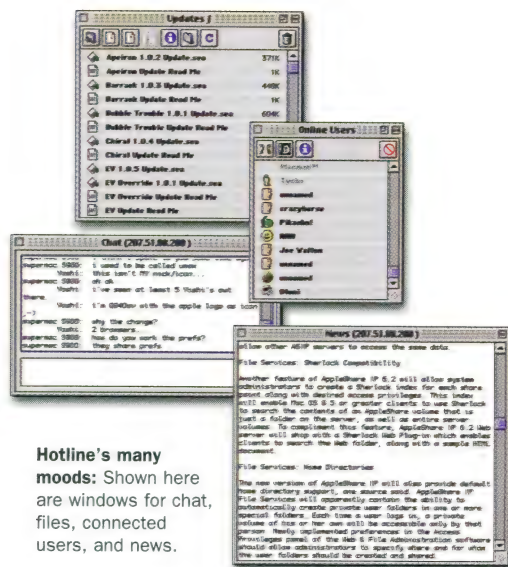 Updates ƒ
Apeiron 1.0.2 Update.sea 371K
Apeiron Update Read Me 1K
Barrack 1.0.3 Update.sea 448K
Barrack Update Read Me 1K
Bubble Trouble 1.0.1 Update.sea 604K
Bubble Trouble Update Read Me
Chiral 1.0.4 Update.sea
Chiral Update Read Me
EV 1.0.5 Update.sea
EV Override 1.0.1 Update.sea
EV Override Update Read Me
EV Update Read Me
Online Users
unnamed
crazyhorse
Pikachu!
Joe Walten
unnamed
unnamed
Chat (207.51.88.200)
supermac S900: i used to be called umax
Yoshi: this isn't MY nick/icon...
supermac S900: oh ok
Yoshi: i've seen at least 5 Yoshi's out
there.
Yoshi: i'm G84Dev with the apple logo as icon
:-)
supermac S900: why the change?
Yoshi: 2 browsers...
supermac S900: how do you work the prefs?
supermac S900: they share prefs
News (207.51.88.200)
allow other ASIP servers to access the same data.
File Services: Sherlock Compatibility
Another feature of AppleShare IP 6.2 will allow system
administrators to create a Sherlock index for each share
point along with desired access privileges. This index
will enable Mac OS 8.5 or greater clients to use Sherlock
to search the contents of an AppleShare volume that is
just a folder on the server, as well as entire server
volumes. To compliment this feature, AppleShare IP 6.2 Web
server will ship with a Sherlock Web Plug-in which enables
clients to search the Web folder, along with a sample HTML
document.
File Services: Home Directories
The new version of AppleShare IP will also provide default
home directory support, one source said. AppleShare IP
File Services will apparently contain the ability to
automatically create private user folders in one or more
special folders. Each time a user logs in, a private
volume of his or her own will be accessible only by that
person. Newly implemented preferences in the Access
Privileges panel of the Web & File Administration software
should allow administrators to specify where and for whom
the user folders should be created and shared.
Hotline's many
moods: Shown here
are windows for chat,
files, connected
users, and news.